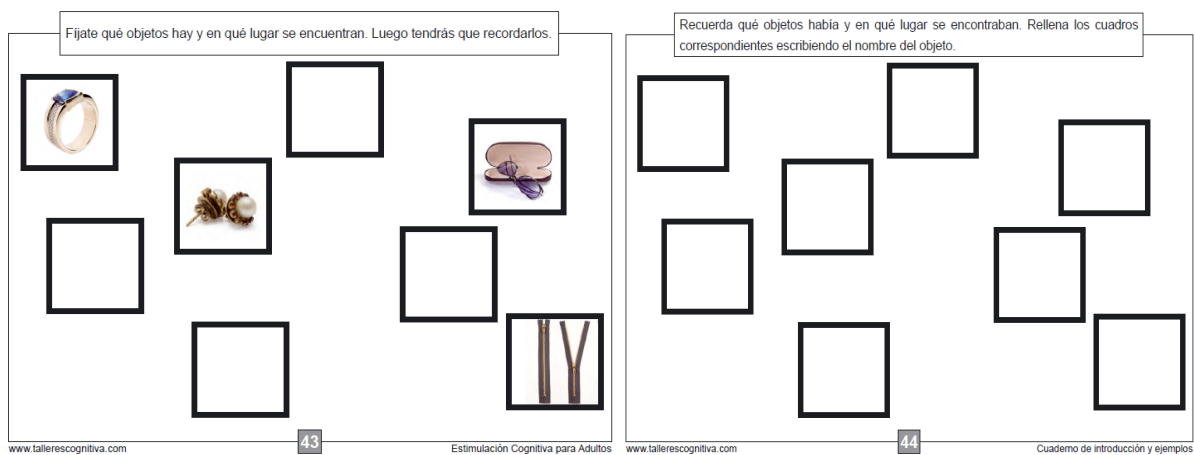 Fíjate qué objetos hay y en qué lugar se encuentran. Luego tendrás que recordarlos.
www.tallerescognitiva.com
43
Estimulación Cognitiva para Adultos
Recuerda qué objetos había y en qué lugar se encontraban. Rellena los cuadros
correspondientes escribiendo el nombre del objeto.
www.tallerescognitiva.com
44
Cuaderno de introducción y ejemplos